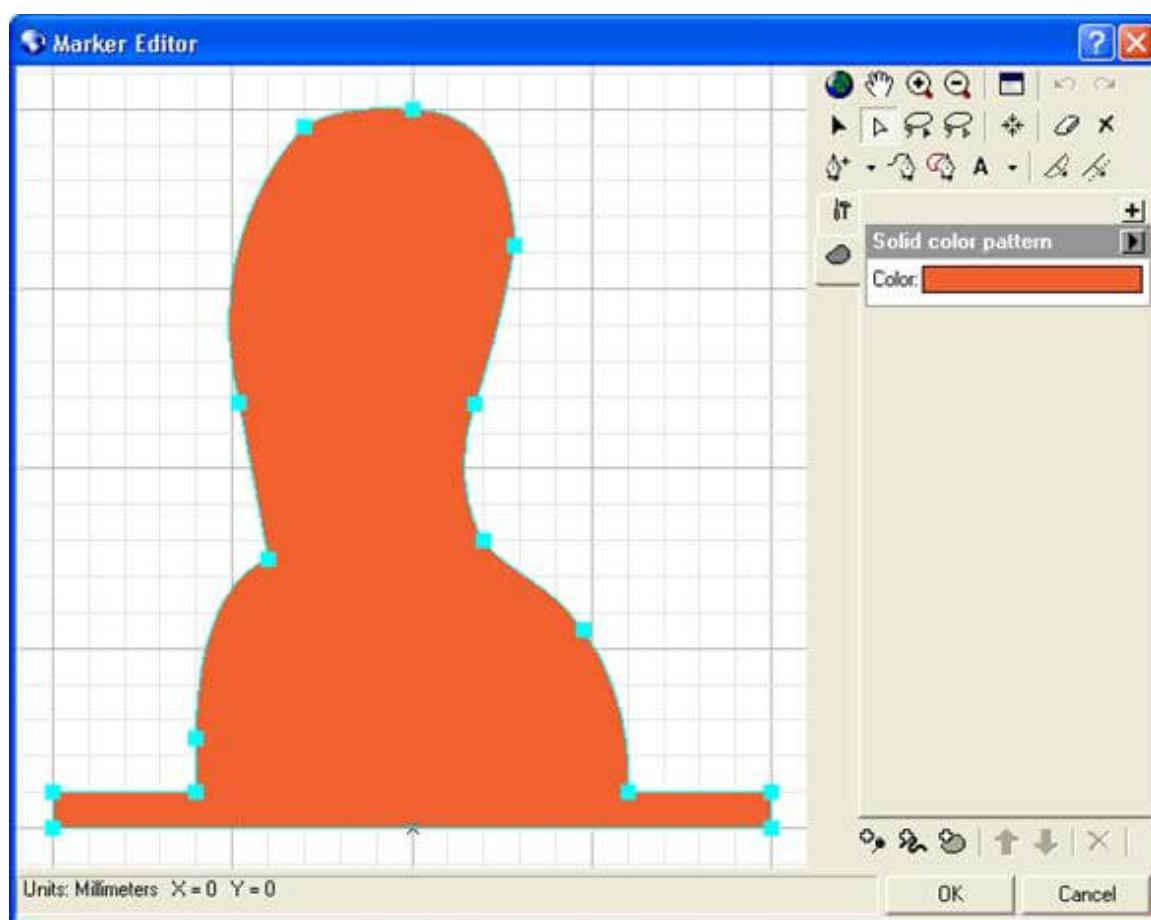 Marker Editor
A
Solid color pattern
Color:
Units: Millimeters X = 0 Y = 0
OK
Cancel